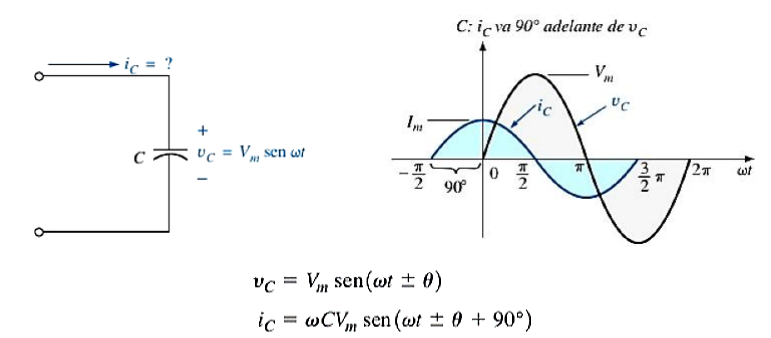 C: i_C va 90° adelante de v_C
i_C = ?
+
C
v_C = V_m sen ωt
−
V_m
v_C
i_C
I_m
−π/2
90°
0
π/2
π
3/2 π
2π
ωt
v_C = V_m sen(ωt ± θ)
i_C = ωCV_m sen(ωt ± θ + 90°)